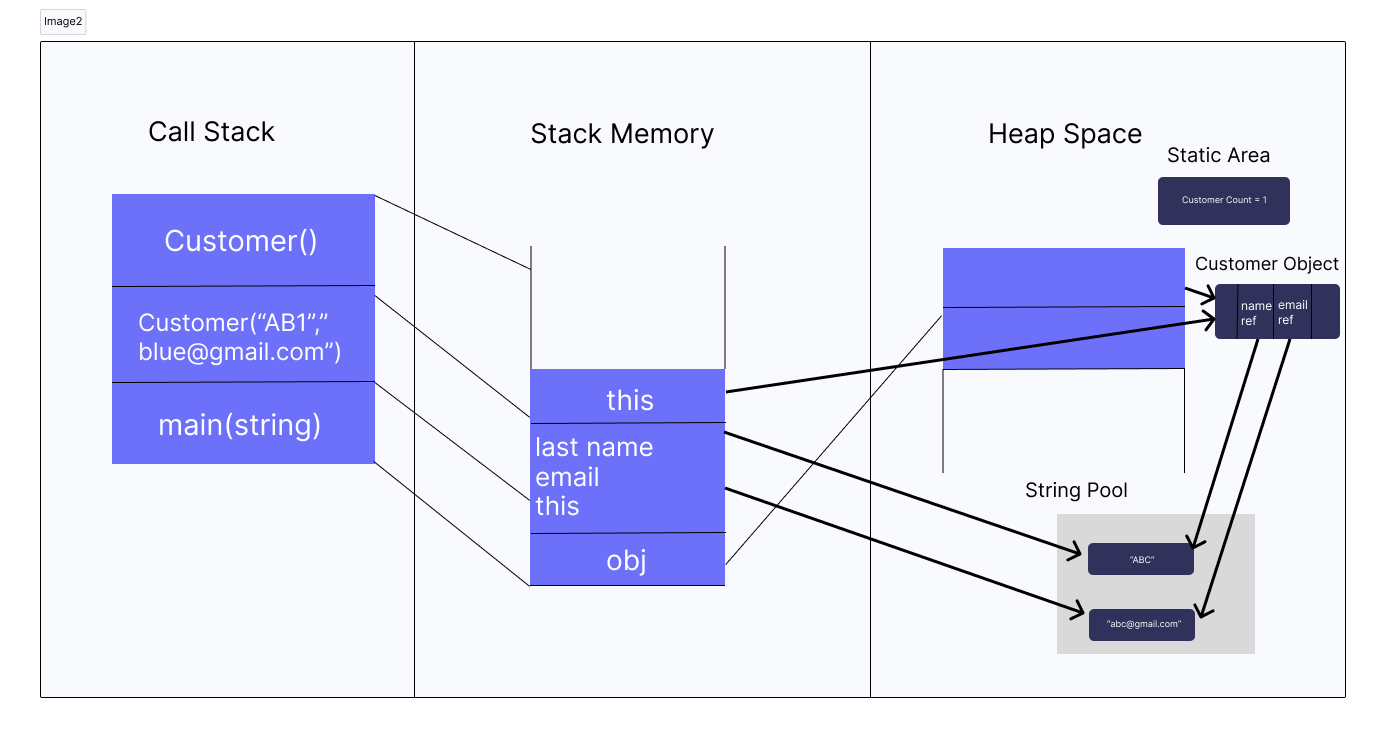 Image2
Call Stack
Stack Memory
Heap Space
Static Area
Customer Count = 1
Customer()
Customer(“AB1”,”
blue@gmail.com”)
main(string)
this
last name
email
this
obj
Customer Object
name
ref
email
ref
String Pool
“ABC”
“abc@gmail.com”